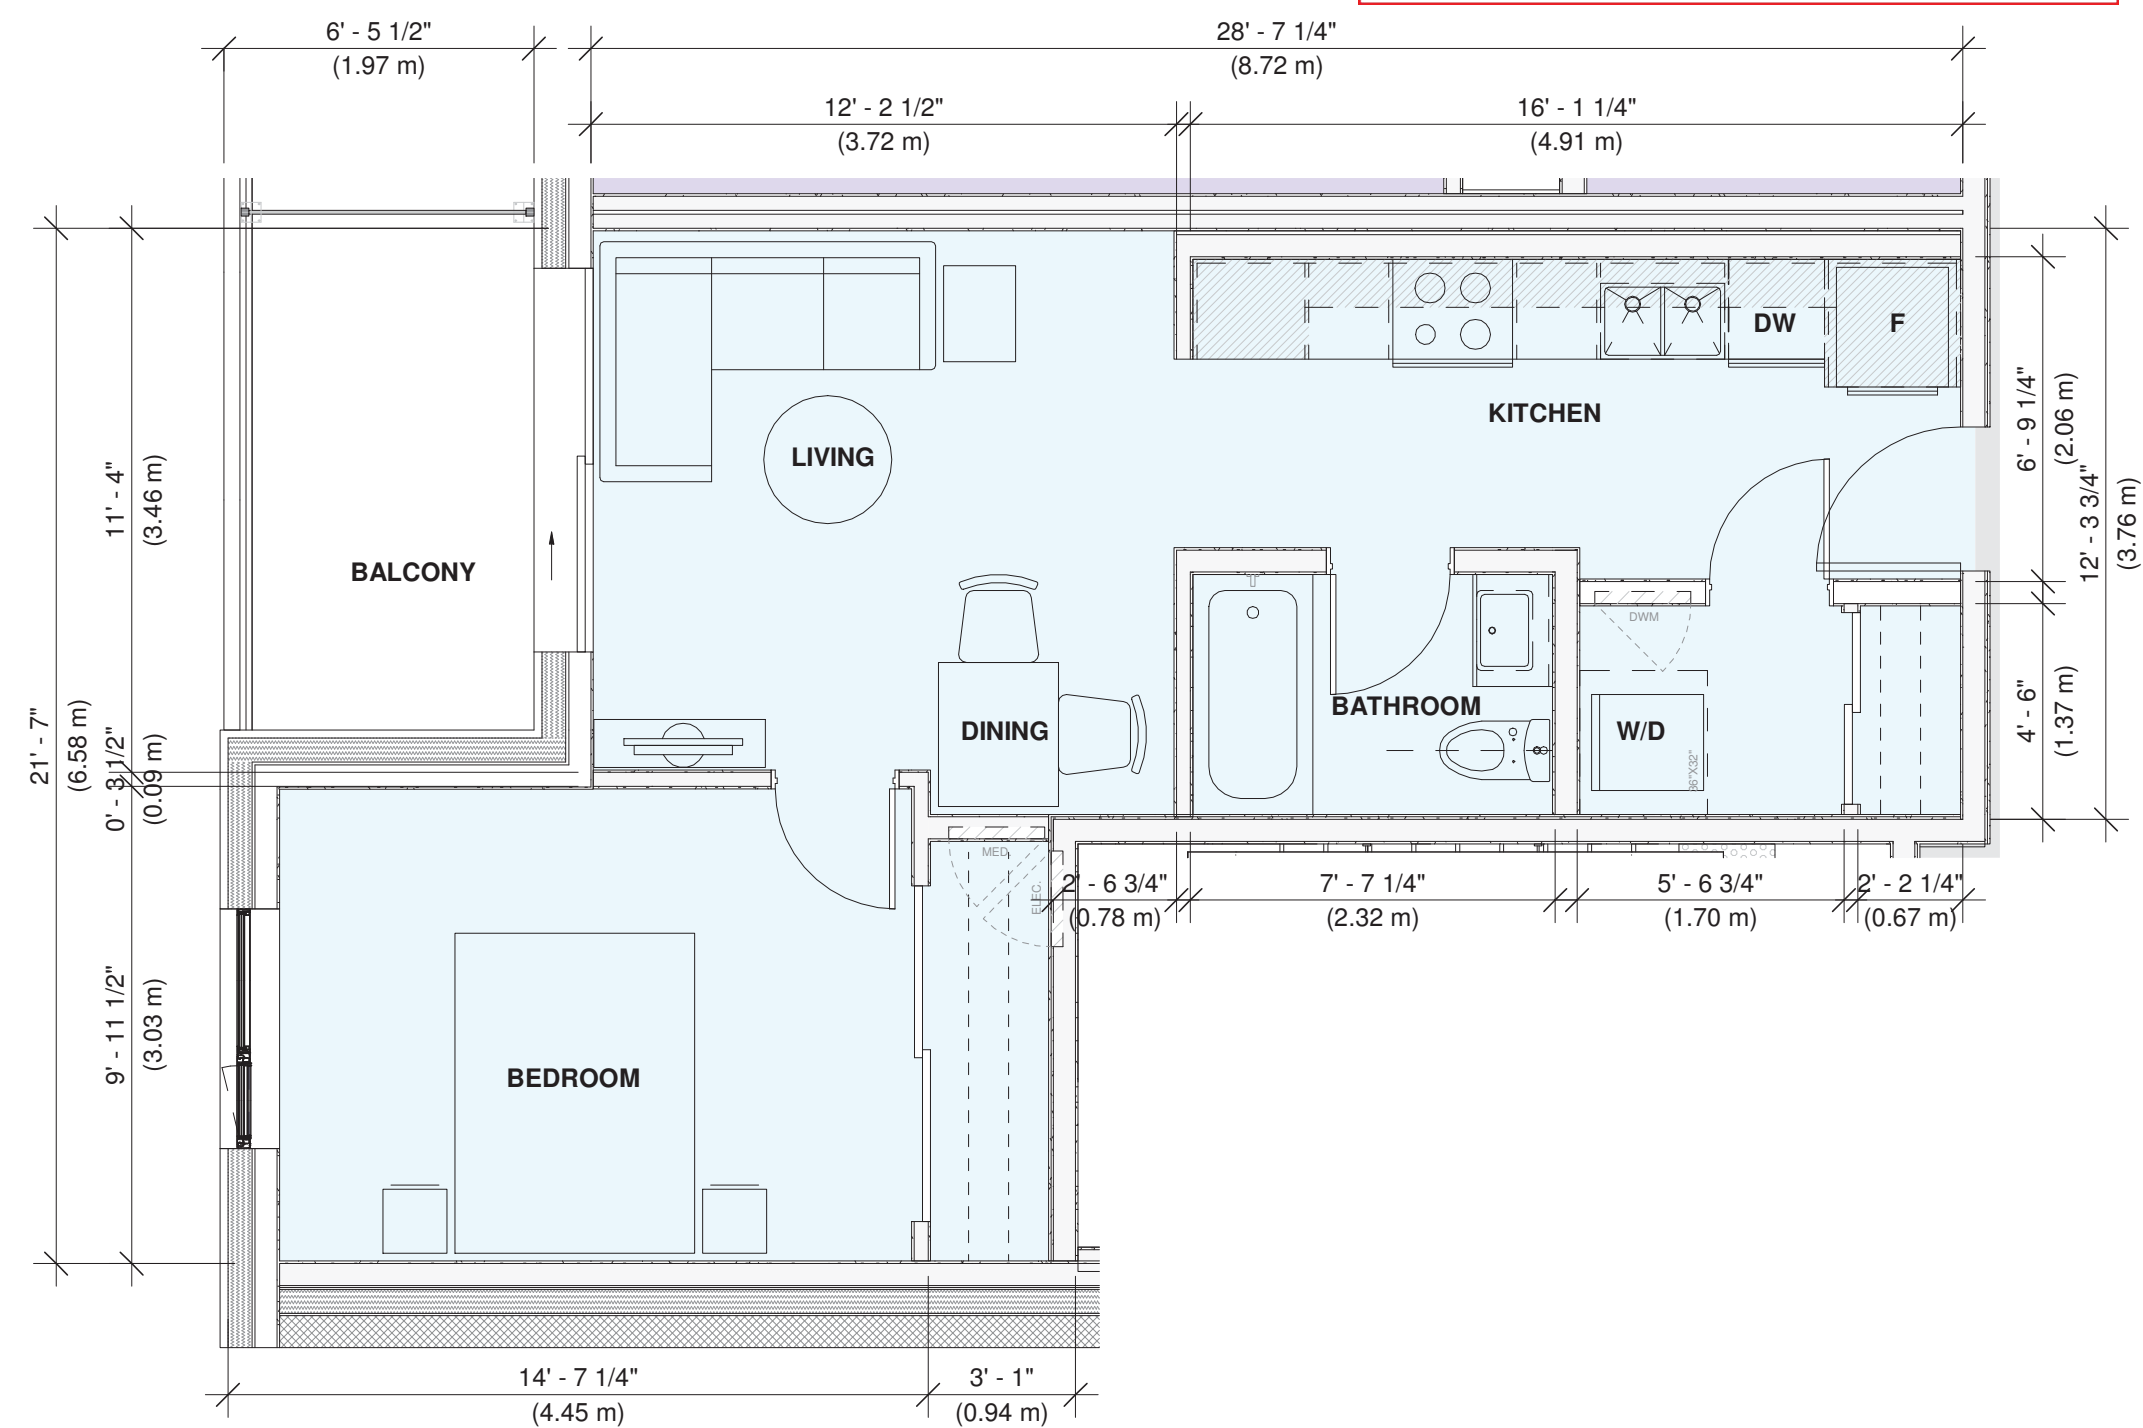 6' - 5 1/2"
(1.97 m)
28' - 7 1/4"
(8.72 m)
12' - 2 1/2"
(3.72 m)
16' - 1 1/4"
(4.91 m)
DW
F
KITCHEN
LIVING
BALCONY
11' - 4"
(3.46 m)
6' - 9 1/4"
(2.06 m)
12' - 3 3/4"
(3.76 m)
DWM
BATHROOM
DINING
W/D
36"X32"
4' - 6"
(1.37 m)
21' - 7"
(6.58 m)
0' - 3 1/2"
(0.09 m)
MED.
ELEC.
2' - 6 3/4"
(0.78 m)
7' - 7 1/4"
(2.32 m)
5' - 6 3/4"
(1.70 m)
2' - 2 1/4"
(0.67 m)
9' - 11 1/2"
(3.03 m)
BEDROOM
14' - 7 1/4"
(4.45 m)
3' - 1"
(0.94 m)